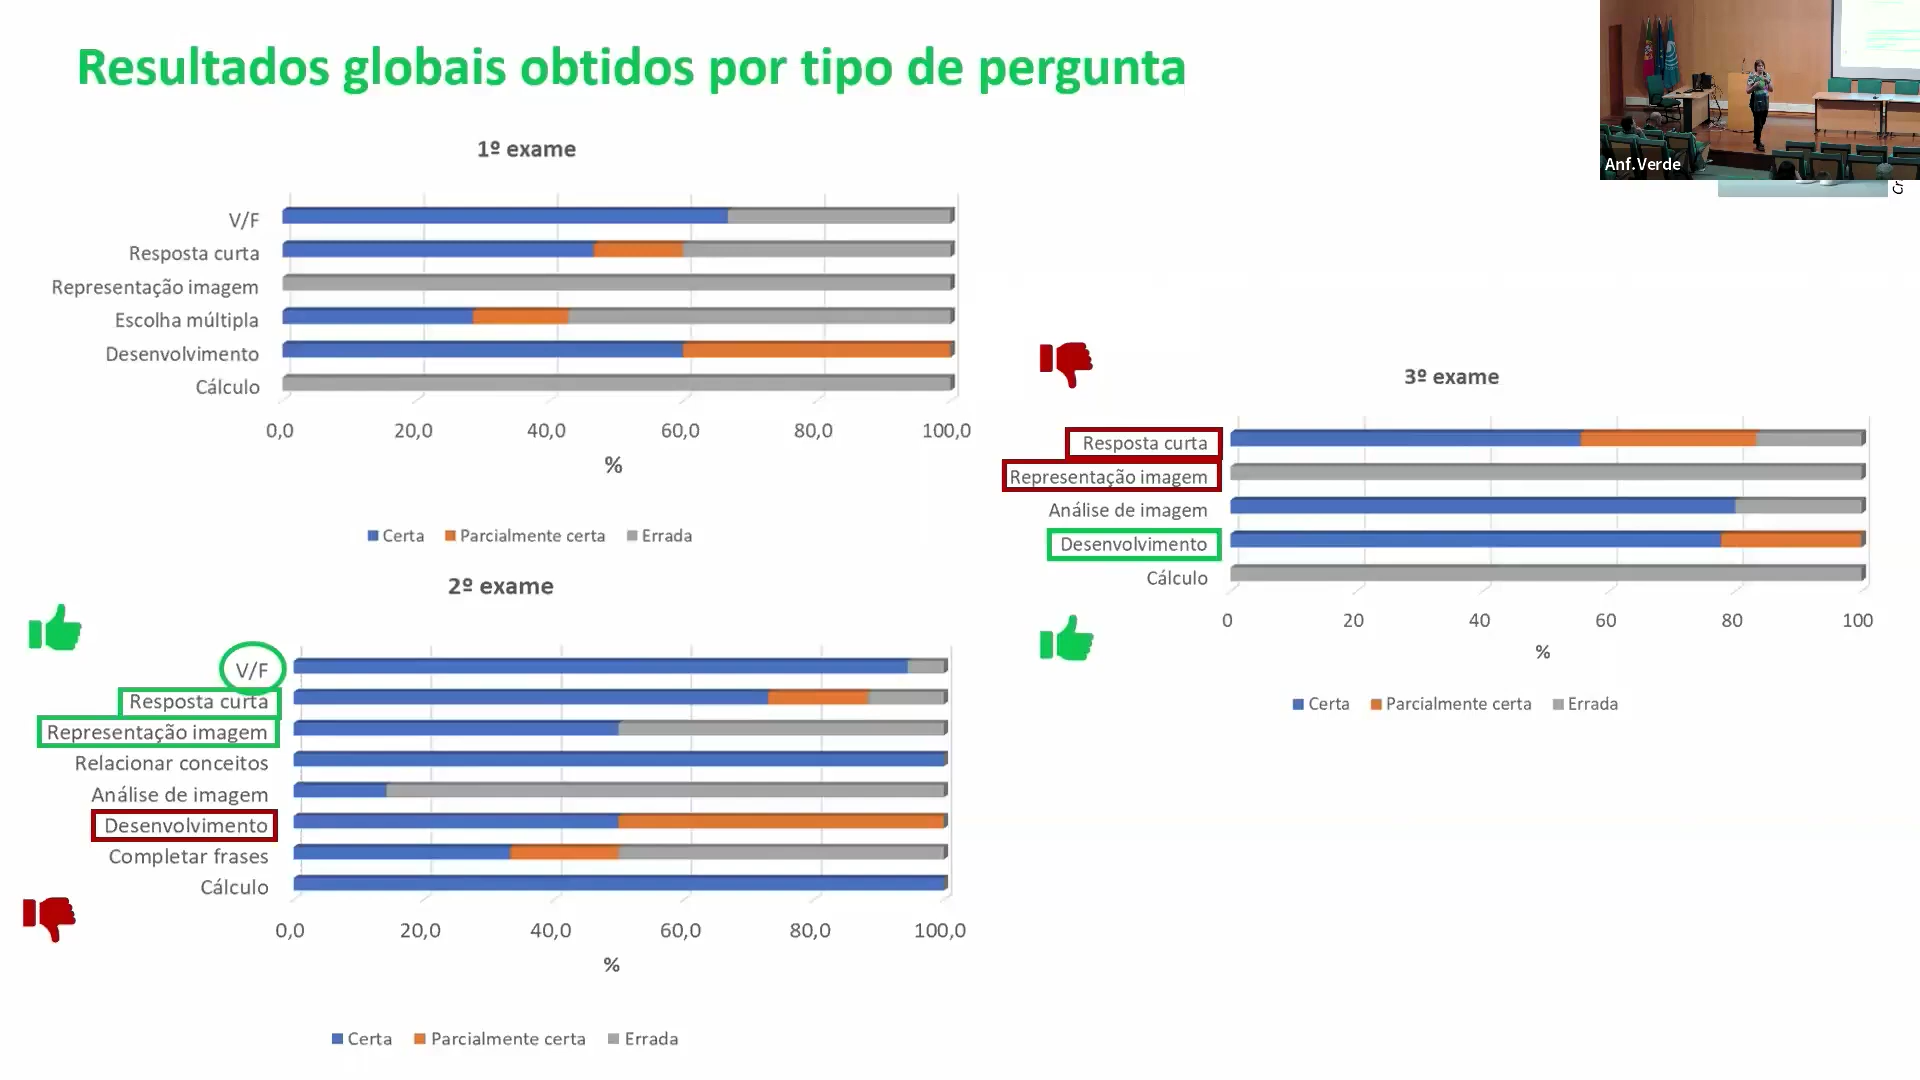 Resultados globais obtidos por tipo de pergunta
Anf.Verde
1º exame
V/F
Resposta curta
Representação imagem
Escolha múltipla
Desenvolvimento
Cálculo
0,0 20,0 40,0 60,0 80,0 100,0
%
Certa Parcialmente certa Errada
2º exame
V/F
Resposta curta
Representação imagem
Relacionar conceitos
Análise de imagem
Desenvolvimento
Completar frases
Cálculo
0,0 20,0 40,0 60,0 80,0 100,0
%
Certa Parcialmente certa Errada
3º exame
Resposta curta
Representação imagem
Análise de imagem
Desenvolvimento
Cálculo
0 20 40 60 80 100
%
Certa Parcialmente certa Errada